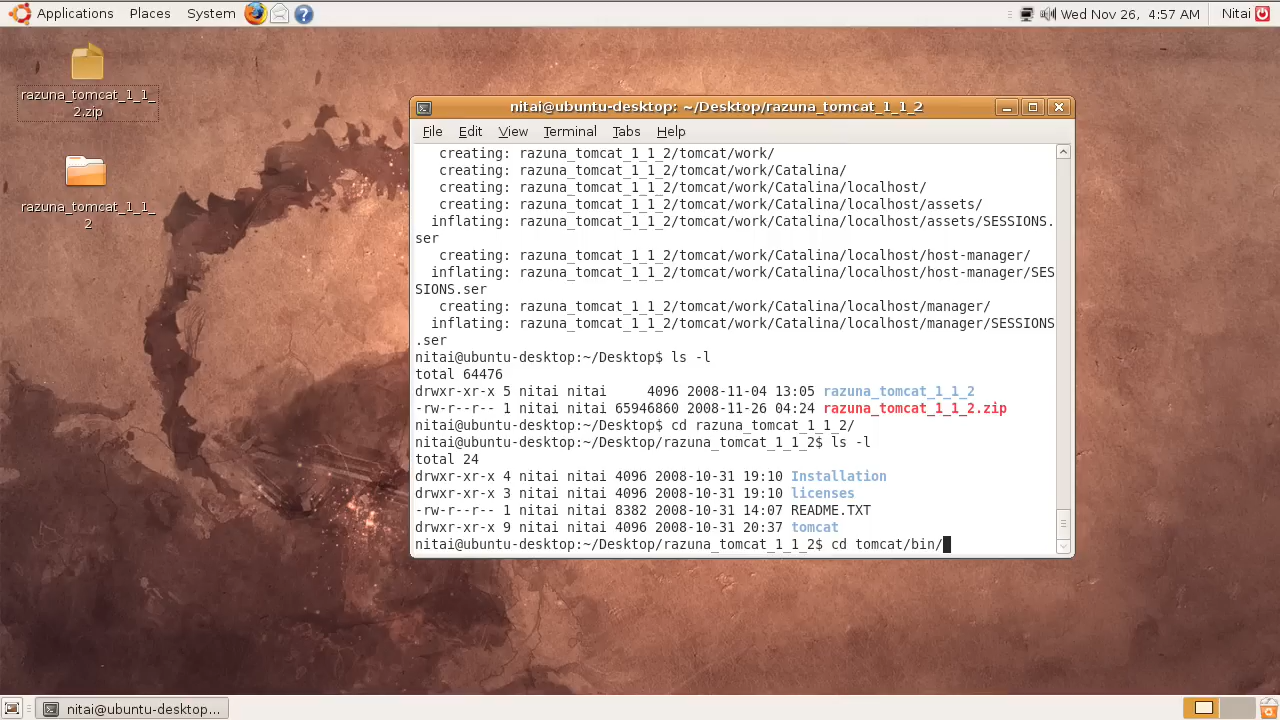 Applications Places System Wed Nov 26, 4:57 AM Nitai
razuna_tomcat_1_1_
2.zip
razuna_tomcat_1_1_
2
nitai@ubuntu-desktop: ~/Desktop/razuna_tomcat_1_1_2
File Edit View Terminal Tabs Help
creating: razuna_tomcat_1_1_2/tomcat/work/
creating: razuna_tomcat_1_1_2/tomcat/work/Catalina/
creating: razuna_tomcat_1_1_2/tomcat/work/Catalina/localhost/
creating: razuna_tomcat_1_1_2/tomcat/work/Catalina/localhost/assets/
inflating: razuna_tomcat_1_1_2/tomcat/work/Catalina/localhost/assets/SESSIONS.
ser
creating: razuna_tomcat_1_1_2/tomcat/work/Catalina/localhost/host-manager/
inflating: razuna_tomcat_1_1_2/tomcat/work/Catalina/localhost/host-manager/SES
SIONS.ser
creating: razuna_tomcat_1_1_2/tomcat/work/Catalina/localhost/manager/
inflating: razuna_tomcat_1_1_2/tomcat/work/Catalina/localhost/manager/SESSIONS
.ser
nitai@ubuntu-desktop:~/Desktop$ ls -l
total 64476
drwxr-xr-x 5 nitai nitai     4096 2008-11-04 13:05 razuna_tomcat_1_1_2
-rw-r--r-- 1 nitai nitai 65946860 2008-11-26 04:24 razuna_tomcat_1_1_2.zip
nitai@ubuntu-desktop:~/Desktop$ cd razuna_tomcat_1_1_2/
nitai@ubuntu-desktop:~/Desktop/razuna_tomcat_1_1_2$ ls -l
total 24
drwxr-xr-x 4 nitai nitai 4096 2008-10-31 19:10 Installation
drwxr-xr-x 3 nitai nitai 4096 2008-10-31 19:10 licenses
-rw-r--r-- 1 nitai nitai 8382 2008-10-31 14:07 README.TXT
drwxr-xr-x 9 nitai nitai 4096 2008-10-31 20:37 tomcat
nitai@ubuntu-desktop:~/Desktop/razuna_tomcat_1_1_2$ cd tomcat/bin/
nitai@ubuntu-desktop...